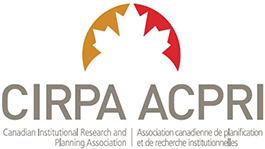 CIRPA ACPRI
Canadian Institutional Research and Planning Association
Association canadienne de planification et de recherche institutionnelles